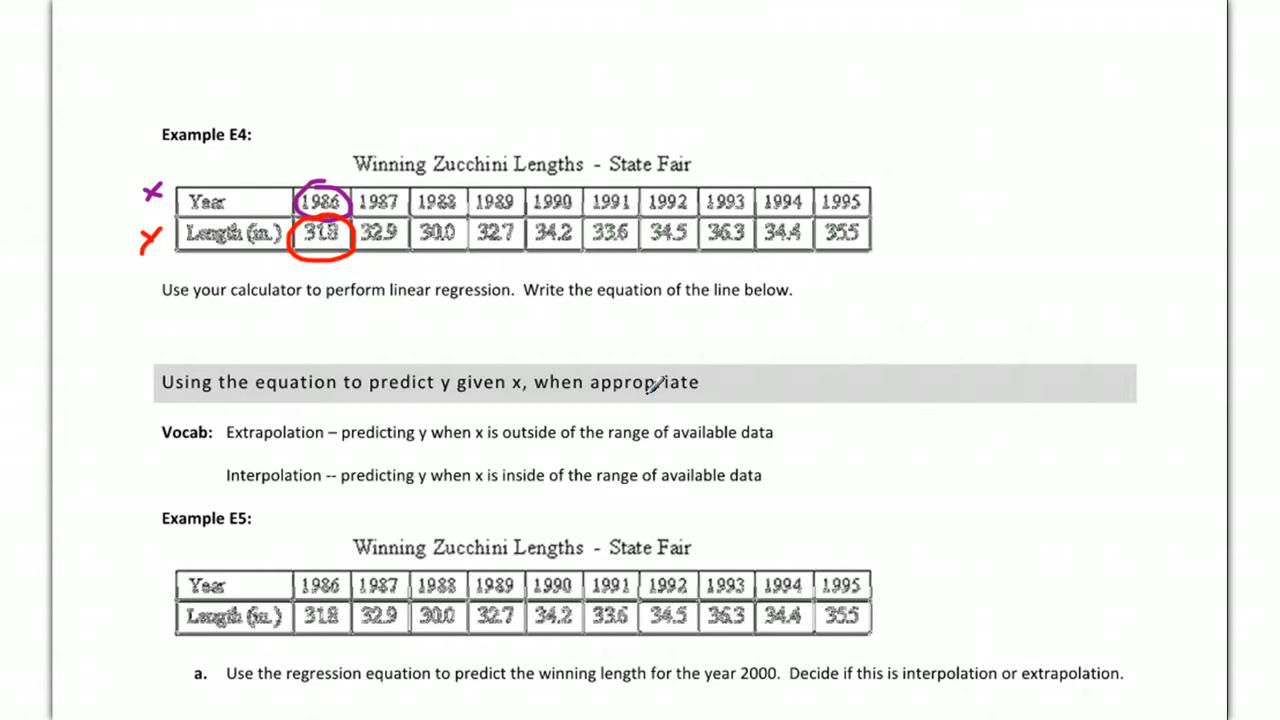 Example E4:
Winning Zucchini Lengths - State Fair
X Year 1986 1987 1988 1989 1990 1991 1992 1993 1994 1995
Y Length (in.) 31.8 32.9 30.0 32.7 34.2 33.6 34.5 36.3 34.4 35.5
Use your calculator to perform linear regression. Write the equation of the line below.
Using the equation to predict y given x, when appropriate
Vocab: Extrapolation – predicting y when x is outside of the range of available data
Interpolation -- predicting y when x is inside of the range of available data
Example E5:
Winning Zucchini Lengths - State Fair
Year 1986 1987 1988 1989 1990 1991 1992 1993 1994 1995
Length (in.) 31.8 32.9 30.0 32.7 34.2 33.6 34.5 36.3 34.4 35.5
a. Use the regression equation to predict the winning length for the year 2000. Decide if this is interpolation or extrapolation.